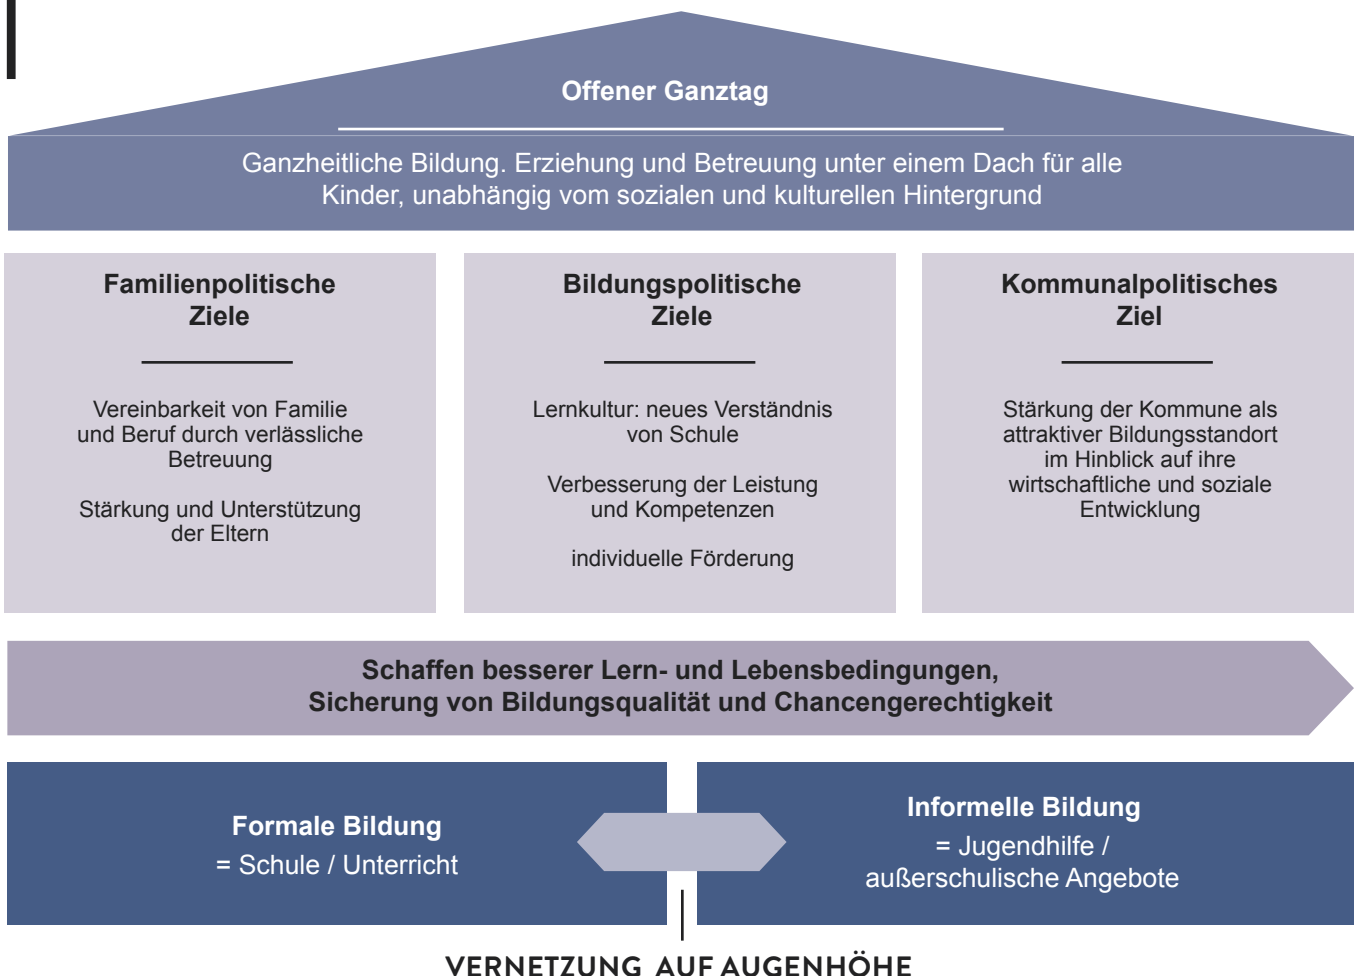 Offener Ganztag
Ganzheitliche Bildung. Erziehung und Betreuung unter einem Dach für alle
Kinder, unabhängig vom sozialen und kulturellen Hintergrund
Familienpolitische
Ziele
Vereinbarkeit von Familie
und Beruf durch verlässliche
Betreuung
Stärkung und Unterstützung
der Eltern
Bildungspolitische
Ziele
Lernkultur: neues Verständnis
von Schule
Verbesserung der Leistung
und Kompetenzen
individuelle Förderung
Kommunalpolitisches
Ziel
Stärkung der Kommune als
attraktiver Bildungsstandort
im Hinblick auf ihre
wirtschaftliche und soziale
Entwicklung
Schaffen besserer Lern- und Lebensbedingungen,
Sicherung von Bildungsqualität und Chancengerechtigkeit
Formale Bildung
= Schule / Unterricht
Informelle Bildung
= Jugendhilfe /
außerschulische Angebote
VERNETZUNG AUF AUGENHÖHE